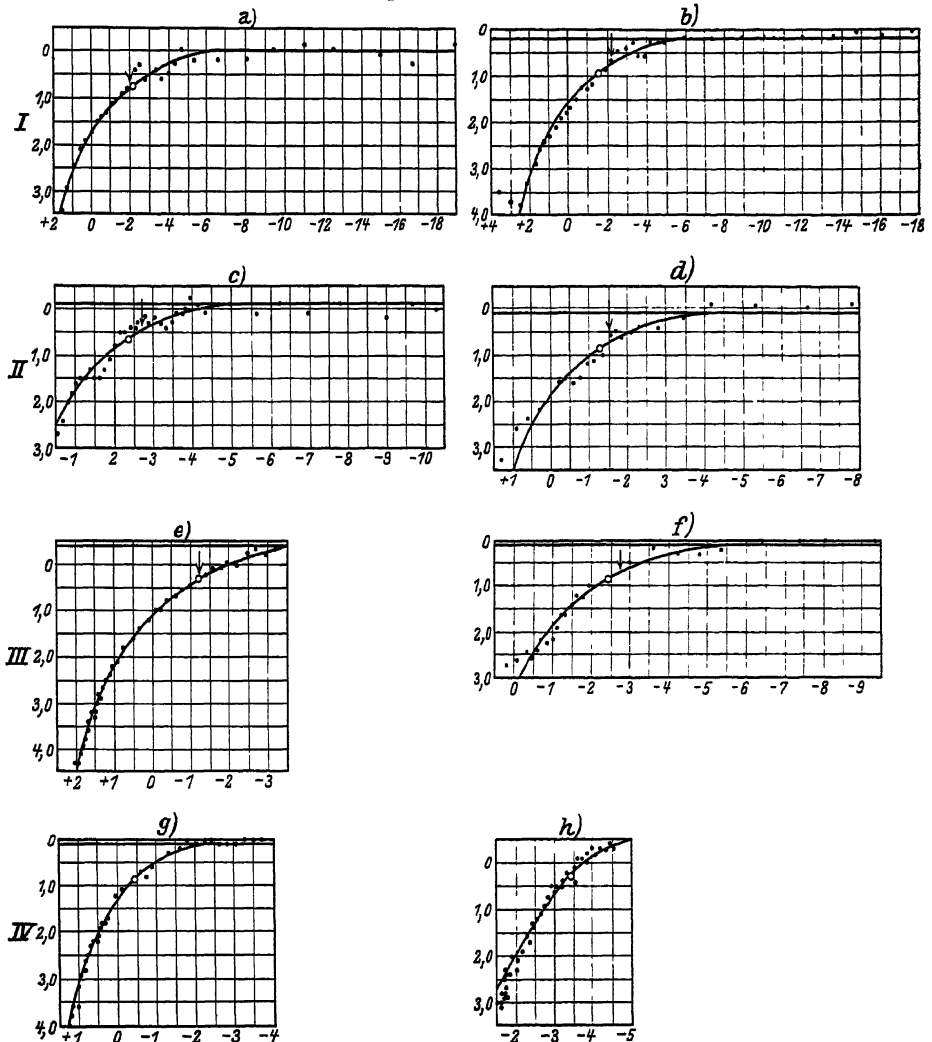 a) b)
I
0
1,0
2,0
3,0
+2 0 -2 -4 -6 -8 -10 -12 -14 -16 -18
0
1,0
2,0
3,0
4,0
+4 +2 0 -2 -4 -6 -8 -10 -12 -14 -16 -18
c) d)
II
0
1,0
2,0
3,0
-1 2 -3 -4 -5 -6 -7 -8 -9 -10
0
1,0
2,0
3,0
+1 0 -1 -2 -3 -4 -5 -6 -7 -8
e) f)
III
0
1,0
2,0
3,0
4,0
+2 +1 0 -1 -2 -3
0
1,0
2,0
3,0
0 -1 -2 -3 -4 -5 -6 -7 -8 -9
g) h)
IV
0
1,0
2,0
3,0
4,0
+1 0 -1 -2 -3 -4
0
1,0
2,0
3,0
-2 -3 -4 -5